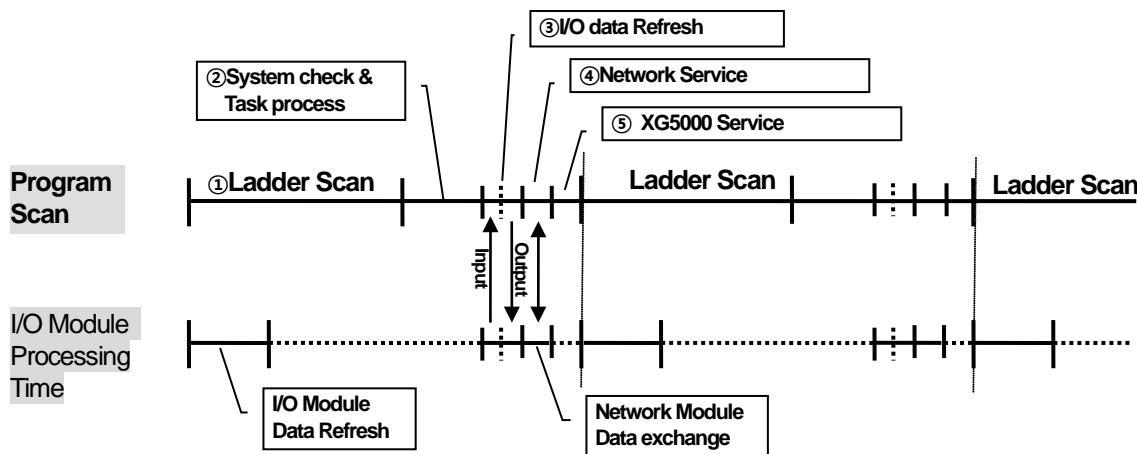 ③I/O data Refresh
②System check &
Task process
④Network Service
⑤ XG5000 Service
Program
Scan
①Ladder Scan
Ladder Scan
Ladder Scan
Input
Output
I/O Module
Processing
Time
I/O Module
Data Refresh
Network Module
Data exchange